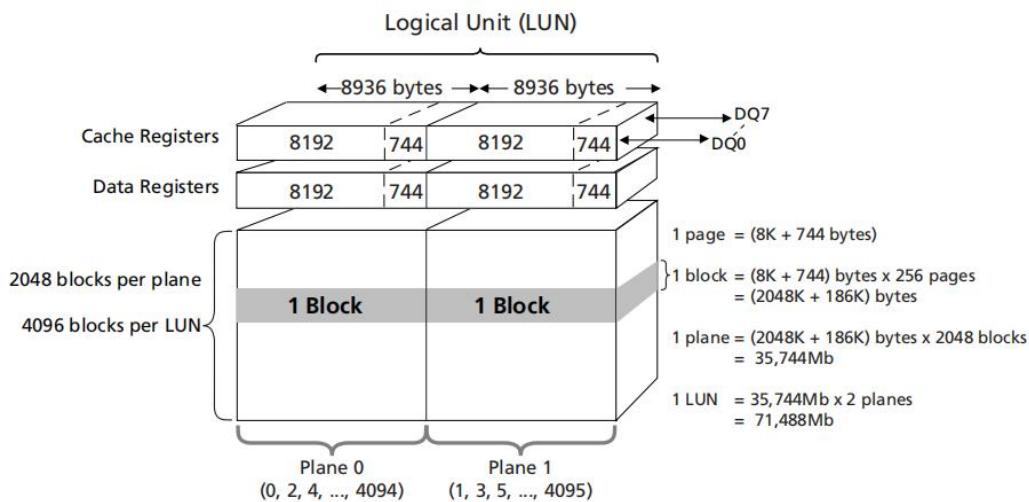 Logical Unit (LUN)
8936 bytes 8936 bytes
DQ7
DQ0
Cache Registers 8192 744 8192 744
Data Registers 8192 744 8192 744
1 page = (8K + 744 bytes)
2048 blocks per plane
4096 blocks per LUN
1 Block 1 Block
1 block = (8K + 744) bytes x 256 pages
= (2048K + 186K) bytes
1 plane = (2048K + 186K) bytes x 2048 blocks
= 35,744Mb
1 LUN = 35,744Mb x 2 planes
= 71,488Mb
Plane 0 Plane 1
(0, 2, 4, ..., 4094) (1, 3, 5, ..., 4095)